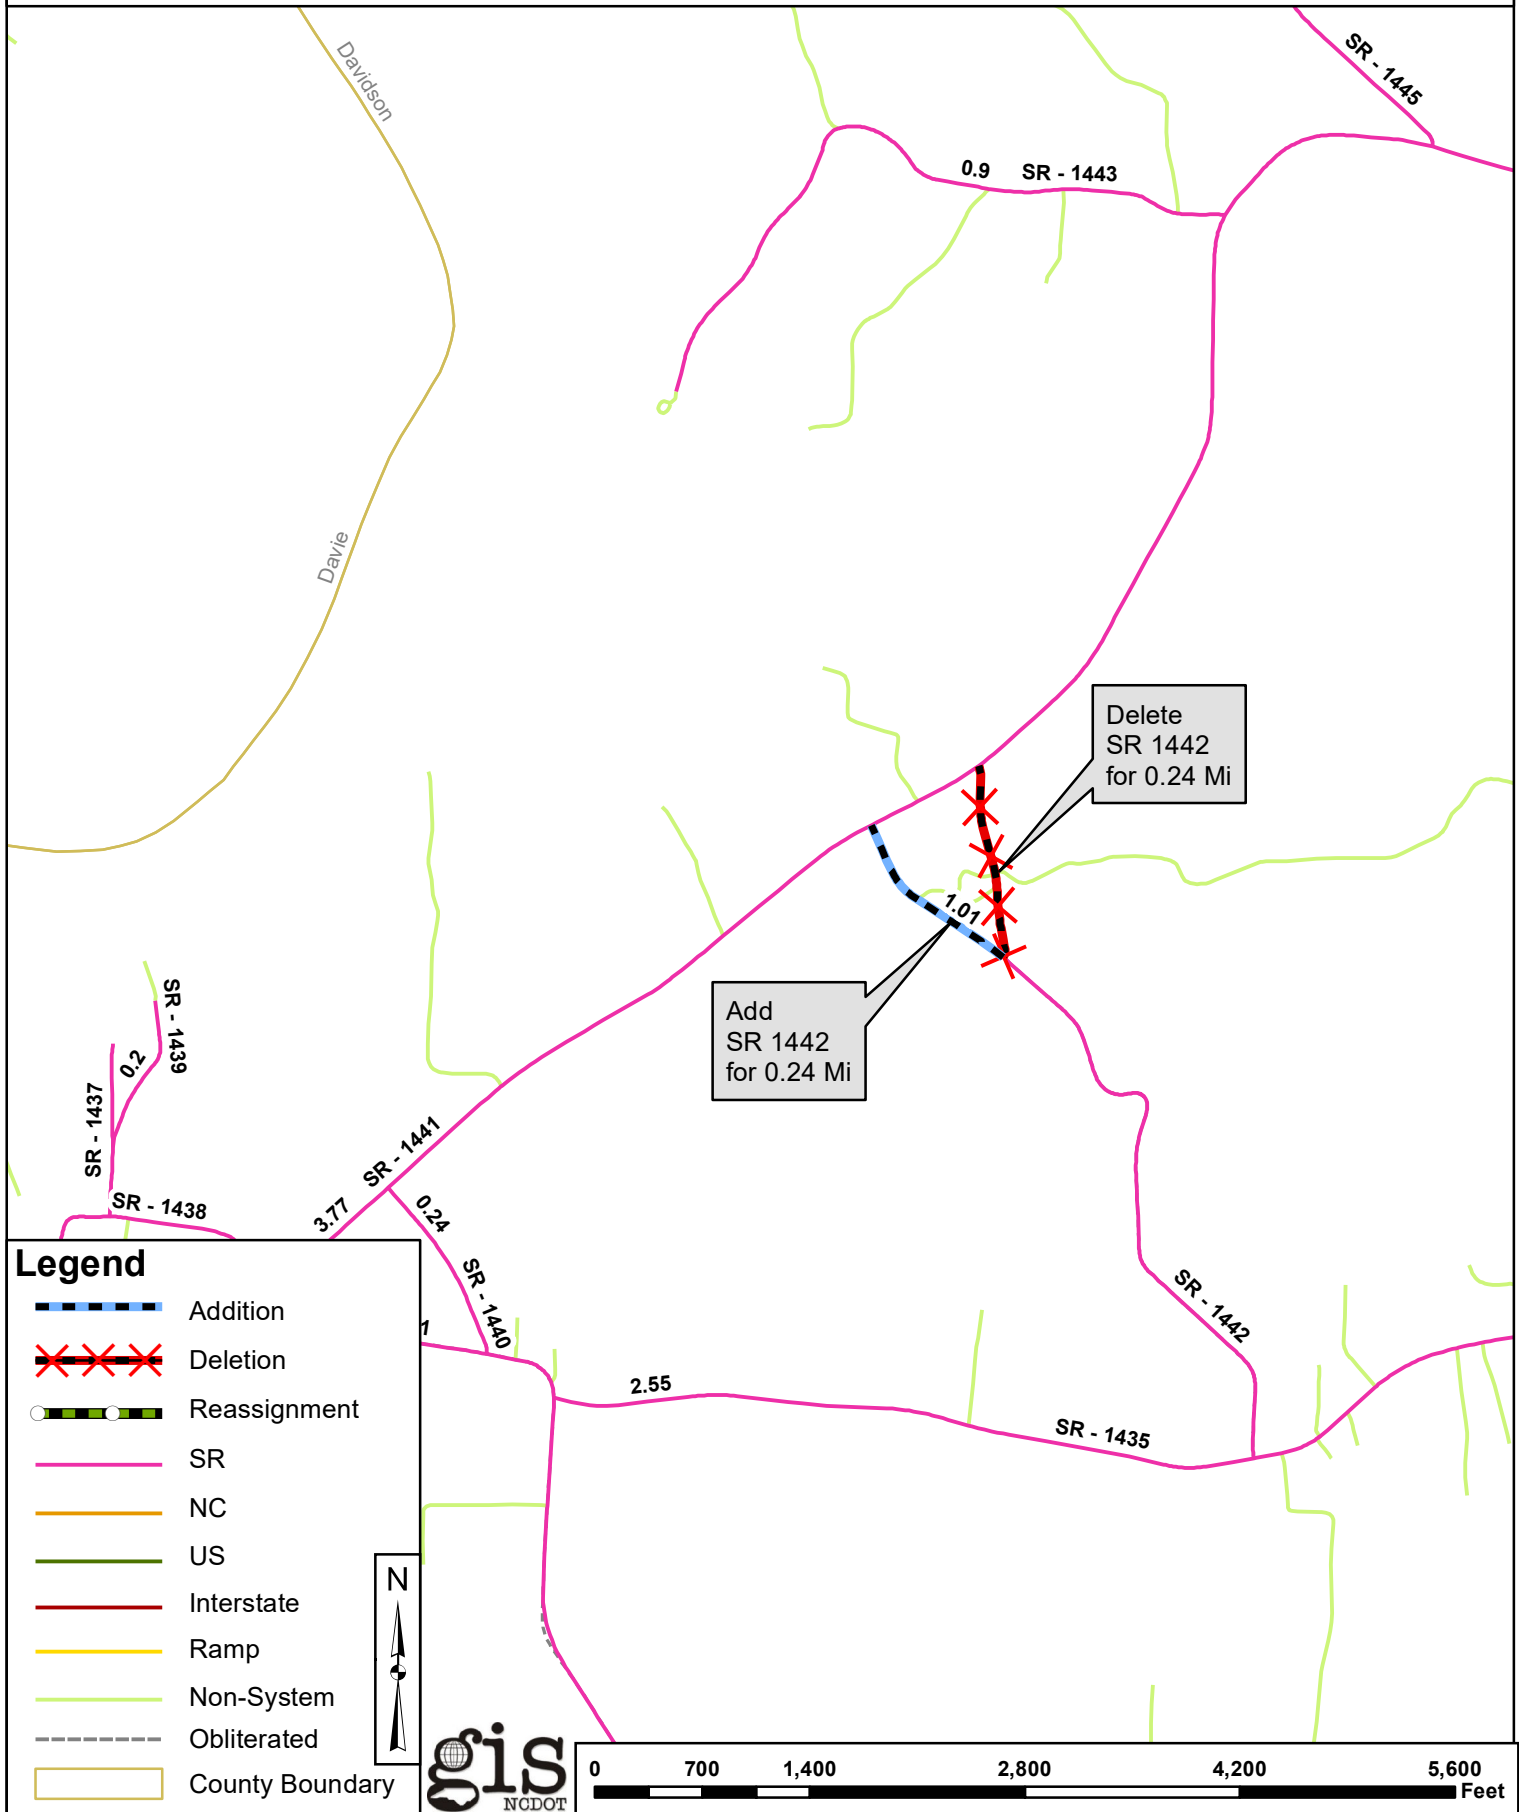 Davidson
SR - 1445
0.9 SR - 1443
Davie
Delete
SR 1442
for 0.24 Mi
1.01
Add
SR 1442
for 0.24 Mi
SR - 1439
0.2
SR - 1437
SR - 1441
SR - 1438
3.77
0.24
SR - 1440
SR - 1442
1
2.55
SR - 1435
Legend
Addition
Deletion
Reassignment
SR
NC
US
Interstate
Ramp
Non-System
Obliterated
County Boundary
N
gis
NCDOT
0 700 1,400 2,800 4,200 5,600
Feet